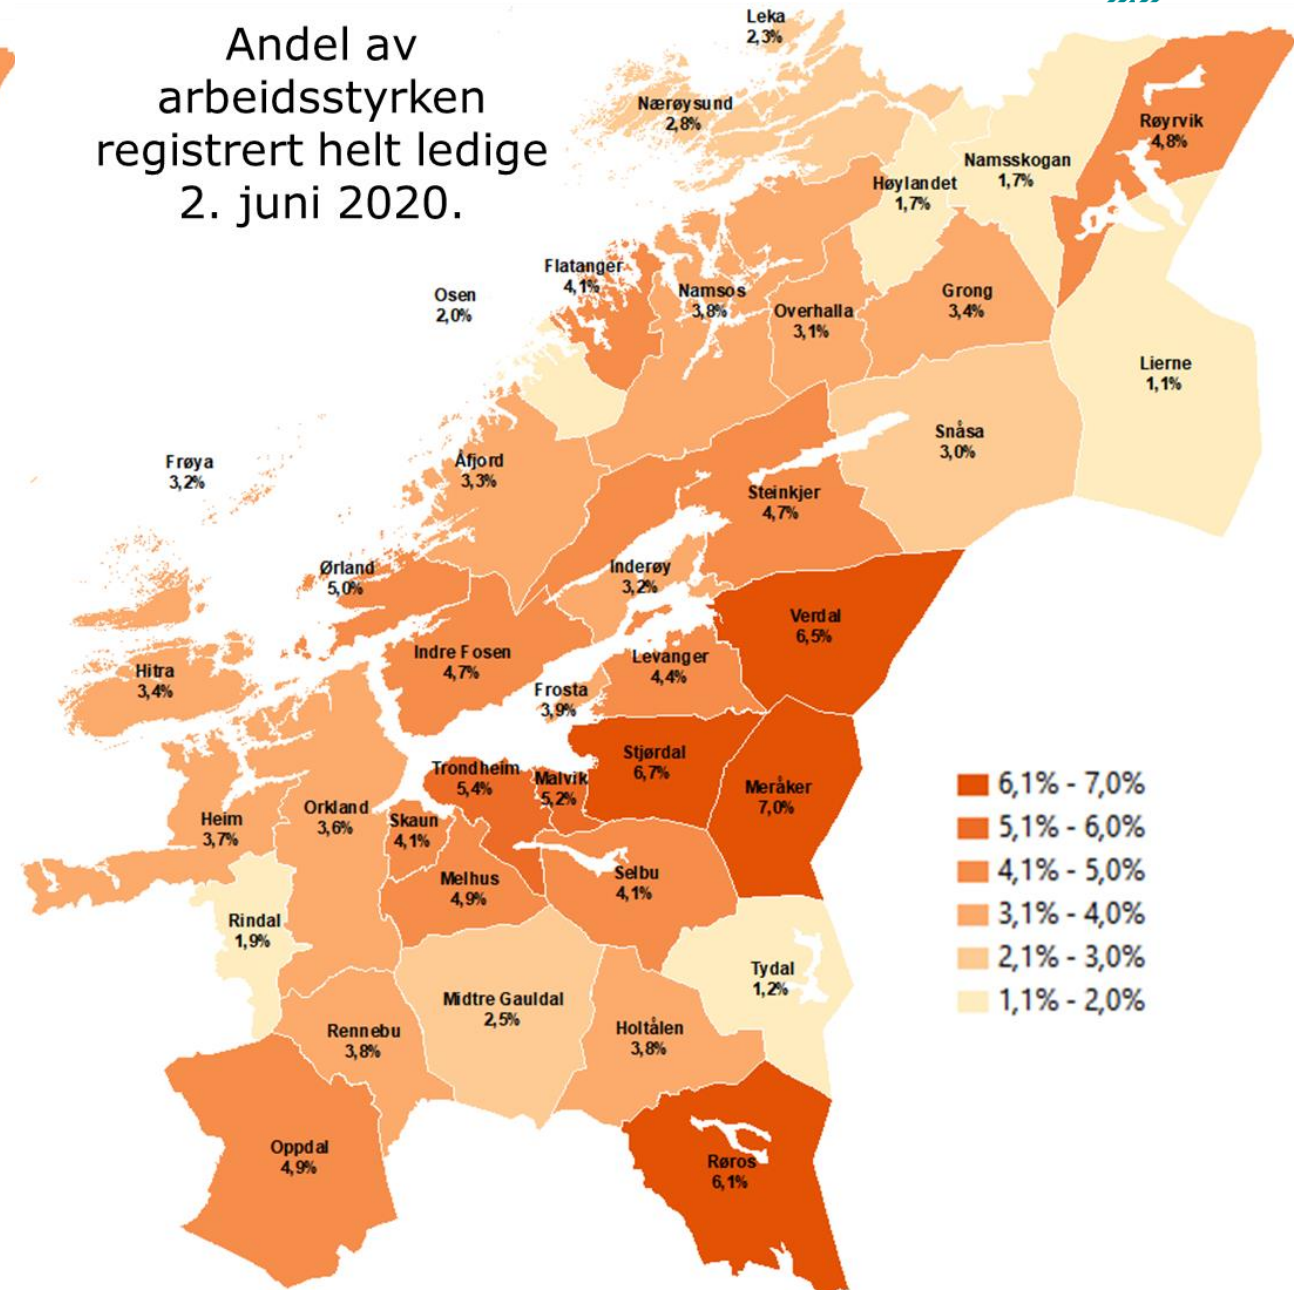 Andel av
arbeidsstyrken
registrert helt ledige
2. juni 2020.
Leka
2,3%
Nærøysund
2,8%
Røyrvik
4,8%
Namsskogan
1,7%
Høylandet
1,7%
Flatanger
4,1%
Osen
2,0%
Namsos
3,8%
Overhalla
3,1%
Grong
3,4%
Lierne
1,1%
Snåsa
3,0%
Frøya
3,2%
Åfjord
3,3%
Steinkjer
4,7%
Ørland
5,0%
Inderøy
3,2%
Verdal
6,5%
Hitra
3,4%
Indre Fosen
4,7%
Levanger
4,4%
Frosta
3,9%
Stjørdal
6,7%
Trondheim
5,4%
Malvik
5,2%
Meråker
7,0%
Heim
3,7%
Orkland
3,6%
Skaun
4,1%
Melhus
4,9%
Selbu
4,1%
Rindal
1,9%
Tydal
1,2%
Midtre Gauldal
2,5%
Rennebu
3,8%
Holtålen
3,8%
Oppdal
4,9%
Røros
6,1%
6,1% - 7,0%
5,1% - 6,0%
4,1% - 5,0%
3,1% - 4,0%
2,1% - 3,0%
1,1% - 2,0%